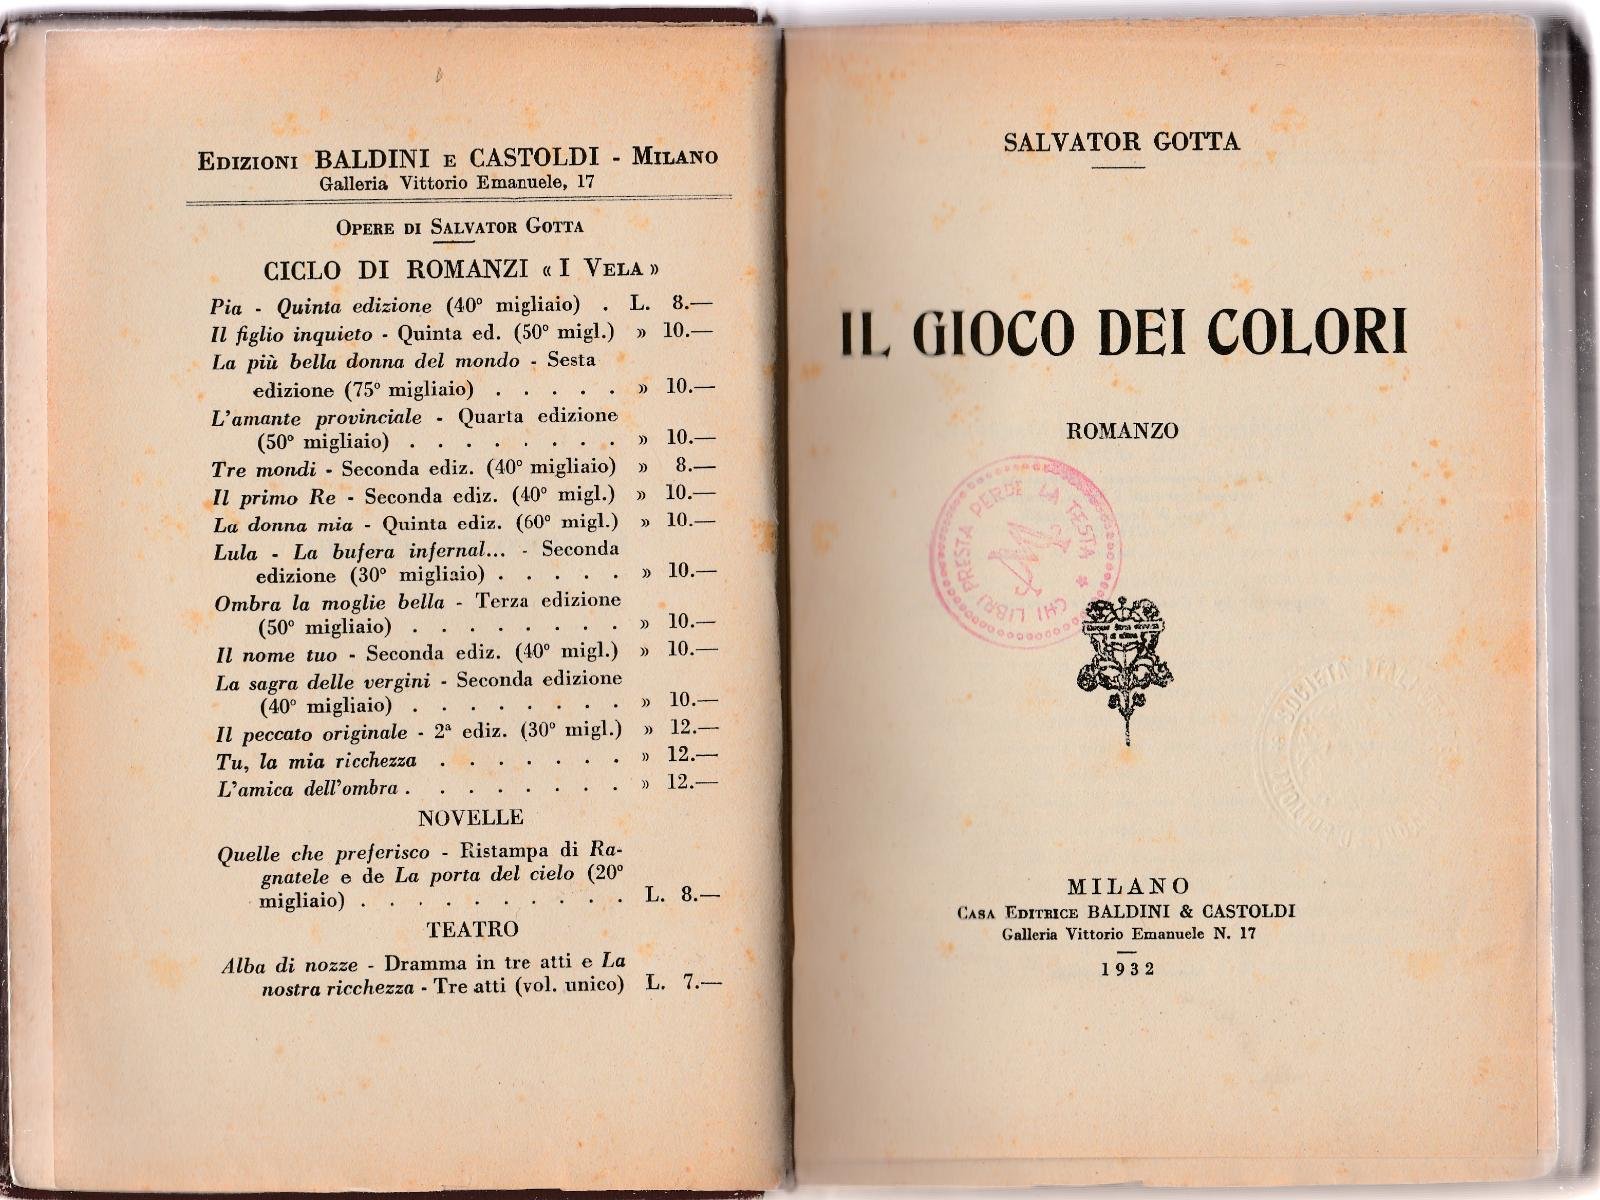 EDIZIONI BALDINI E CASTOLDI - MILANO
Galleria Vittorio Emanuele, 17
OPERE DI SALVATOR GOTTA
CICLO DI ROMANZI « I VELA »
Pia - Quinta edizione (40° migliaio) . L. 8.—
Il figlio inquieto - Quinta ed. (50° migl.) » 10.—
La più bella donna del mondo - Sesta
edizione (75° migliaio) . . . . . » 10.—
L'amante provinciale - Quarta edizione
(50° migliaio) . . . . . . . . » 10.—
Tre mondi - Seconda ediz. (40° migliaio) » 8.—
Il primo Re - Seconda ediz. (40° migl.) » 10.—
La donna mia - Quinta ediz. (60° migl.) » 10.—
Lula - La bufera infernal... - Seconda
edizione (30° migliaio) . . . . . » 10.—
Ombra la moglie bella - Terza edizione
(50° migliaio) . . . . . . . . » 10.—
Il nome tuo - Seconda ediz. (40° migl.) » 10.—
La sagra delle vergini - Seconda edizione
(40° migliaio) . . . . . . . . » 10.—
Il peccato originale - 2ª ediz. (30° migl.) » 12.—
Tu, la mia ricchezza . . . . . . . » 12.—
L'amica dell'ombra . . . . . . . . » 12.—
NOVELLE
Quelle che preferisco - Ristampa di Ra-
gnatele e de La porta del cielo (20°
migliaio) . . . . . . . . . . L. 8.—
TEATRO
Alba di nozze - Dramma in tre atti e La
nostra ricchezza - Tre atti (vol. unico) L. 7.—
SALVATOR GOTTA
IL GIOCO DEI COLORI
ROMANZO
CHI LIBRI PRESTA PERDE LA TESTA *
SOCIETÀ
MILANO
CASA EDITRICE BALDINI & CASTOLDI
Galleria Vittorio Emanuele N. 17
1932